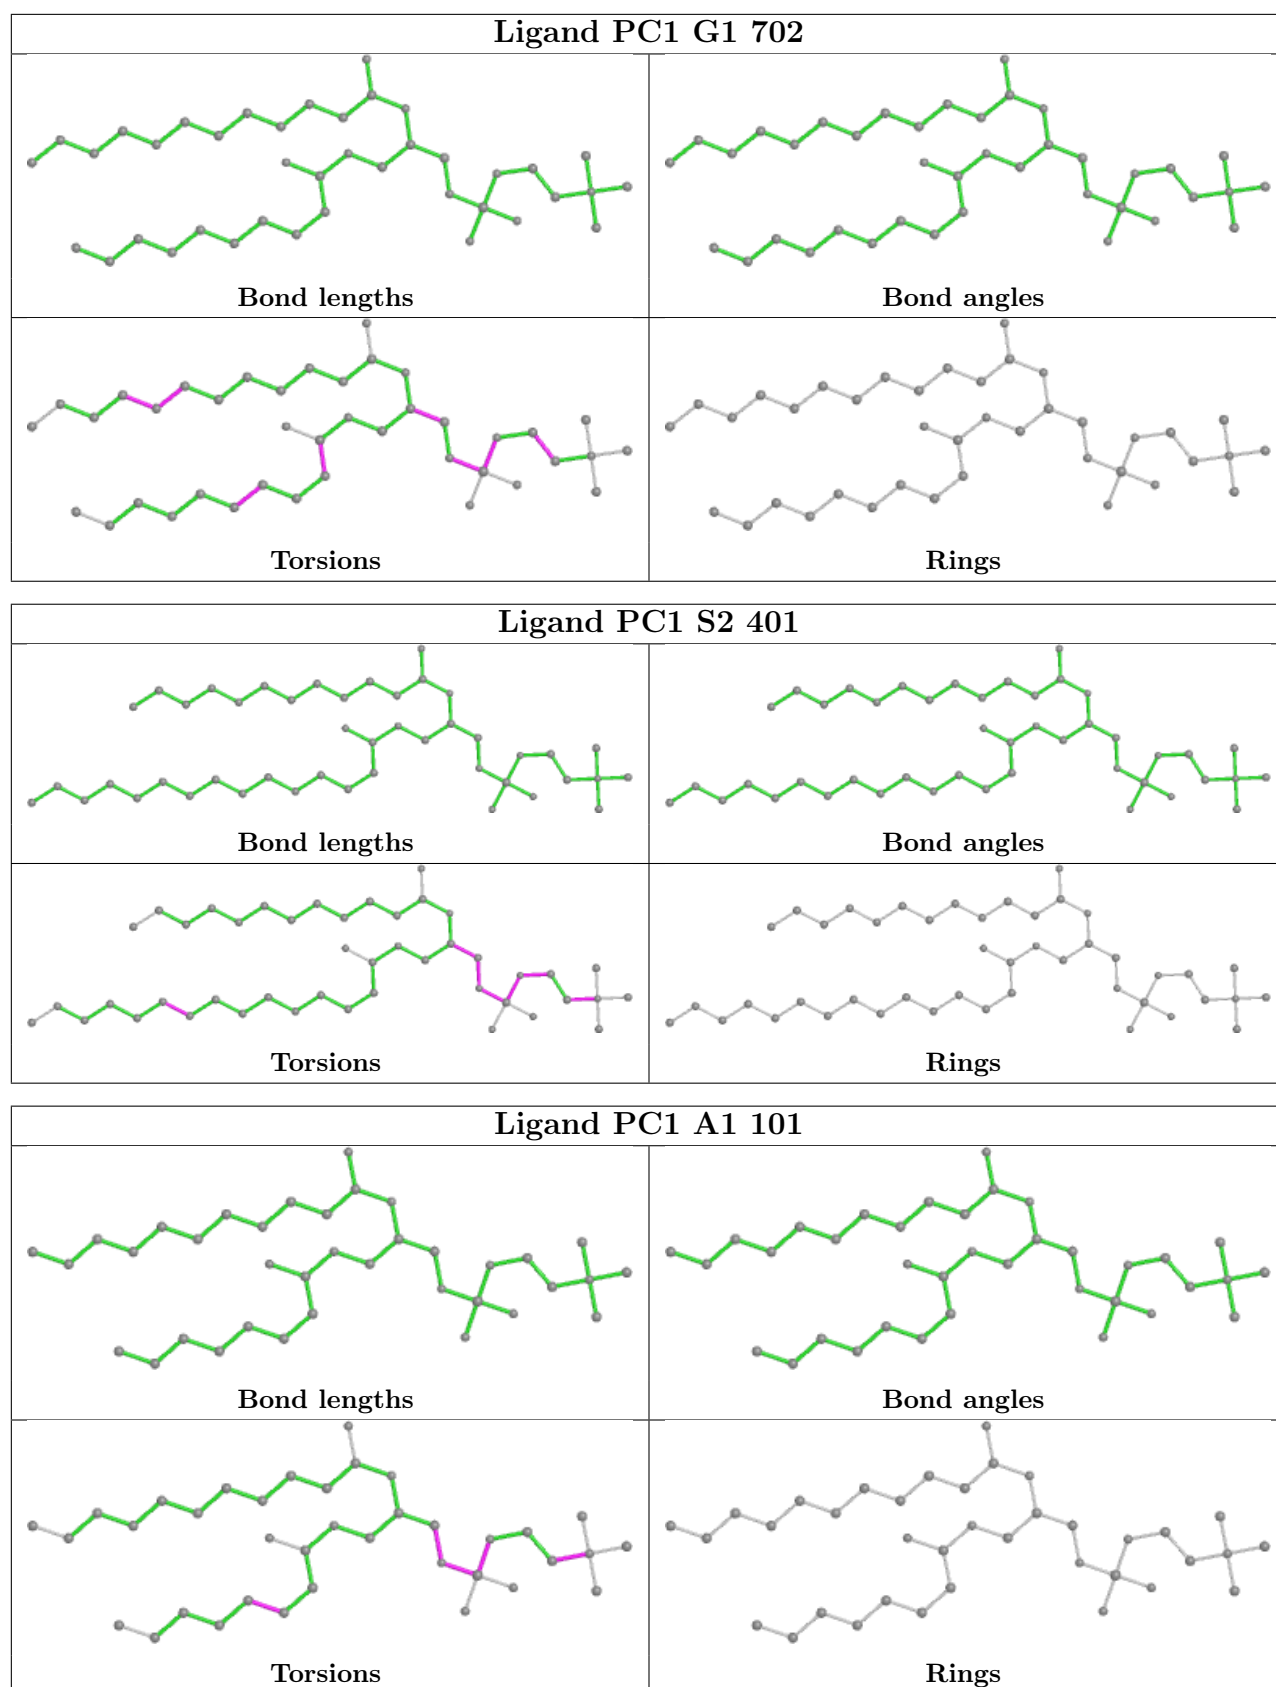 Ligand PC1 G1 702
Bond lengths
Bond angles
Torsions
Rings
Ligand PC1 S2 401
Bond lengths
Bond angles
Torsions
Rings
Ligand PC1 A1 101
Bond lengths
Bond angles
Torsions
Rings